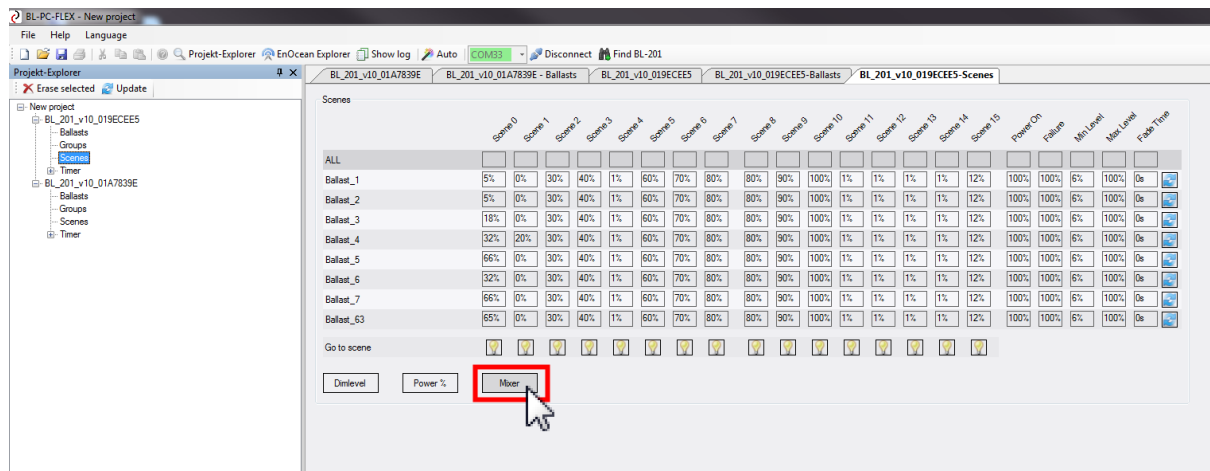 BL-PC-FLEX - New project
File Help Language
Projekt-Explorer EnOcean Explorer Show log Auto COM33 Disconnect Find BL-201
Projekt-Explorer
Erase selected Update
New project
BL_201_v10_019ECEE5
Ballasts
Groups
Scenes
Timer
BL_201_v10_01A7839E
Ballasts
Groups
Scenes
Timer
BL_201_v10_01A7839E BL_201_v10_01A7839E - Ballasts BL_201_v10_019ECEE5 BL_201_v10_019ECEE5-Ballasts BL_201_v10_019ECEE5-Scenes
Scenes
Scene 0 Scene 1 Scene 2 Scene 3 Scene 4 Scene 5 Scene 6 Scene 7 Scene 8 Scene 9 Scene 10 Scene 11 Scene 12 Scene 13 Scene 14 Scene 15 Power On Failure Min Level Max Level Fade Time
ALL
Ballast_1 5% 0% 30% 40% 1% 60% 70% 80% 80% 90% 100% 1% 1% 1% 1% 12% 100% 100% 6% 100% 0s
Ballast_2 5% 0% 30% 40% 1% 60% 70% 80% 80% 90% 100% 1% 1% 1% 1% 12% 100% 100% 6% 100% 0s
Ballast_3 18% 0% 30% 40% 1% 60% 70% 80% 80% 90% 100% 1% 1% 1% 1% 12% 100% 100% 6% 100% 0s
Ballast_4 32% 20% 30% 40% 1% 60% 70% 80% 80% 90% 100% 1% 1% 1% 1% 12% 100% 100% 6% 100% 0s
Ballast_5 66% 0% 30% 40% 1% 60% 70% 80% 80% 90% 100% 1% 1% 1% 1% 12% 100% 100% 6% 100% 0s
Ballast_6 32% 0% 30% 40% 1% 60% 70% 80% 80% 90% 100% 1% 1% 1% 1% 12% 100% 100% 6% 100% 0s
Ballast_7 66% 0% 30% 40% 1% 60% 70% 80% 80% 90% 100% 1% 1% 1% 1% 12% 100% 100% 6% 100% 0s
Ballast_63 65% 0% 30% 40% 1% 60% 70% 80% 80% 90% 100% 1% 1% 1% 1% 12% 100% 100% 6% 100% 0s
Go to scene
Dimlevel Power % Mixer